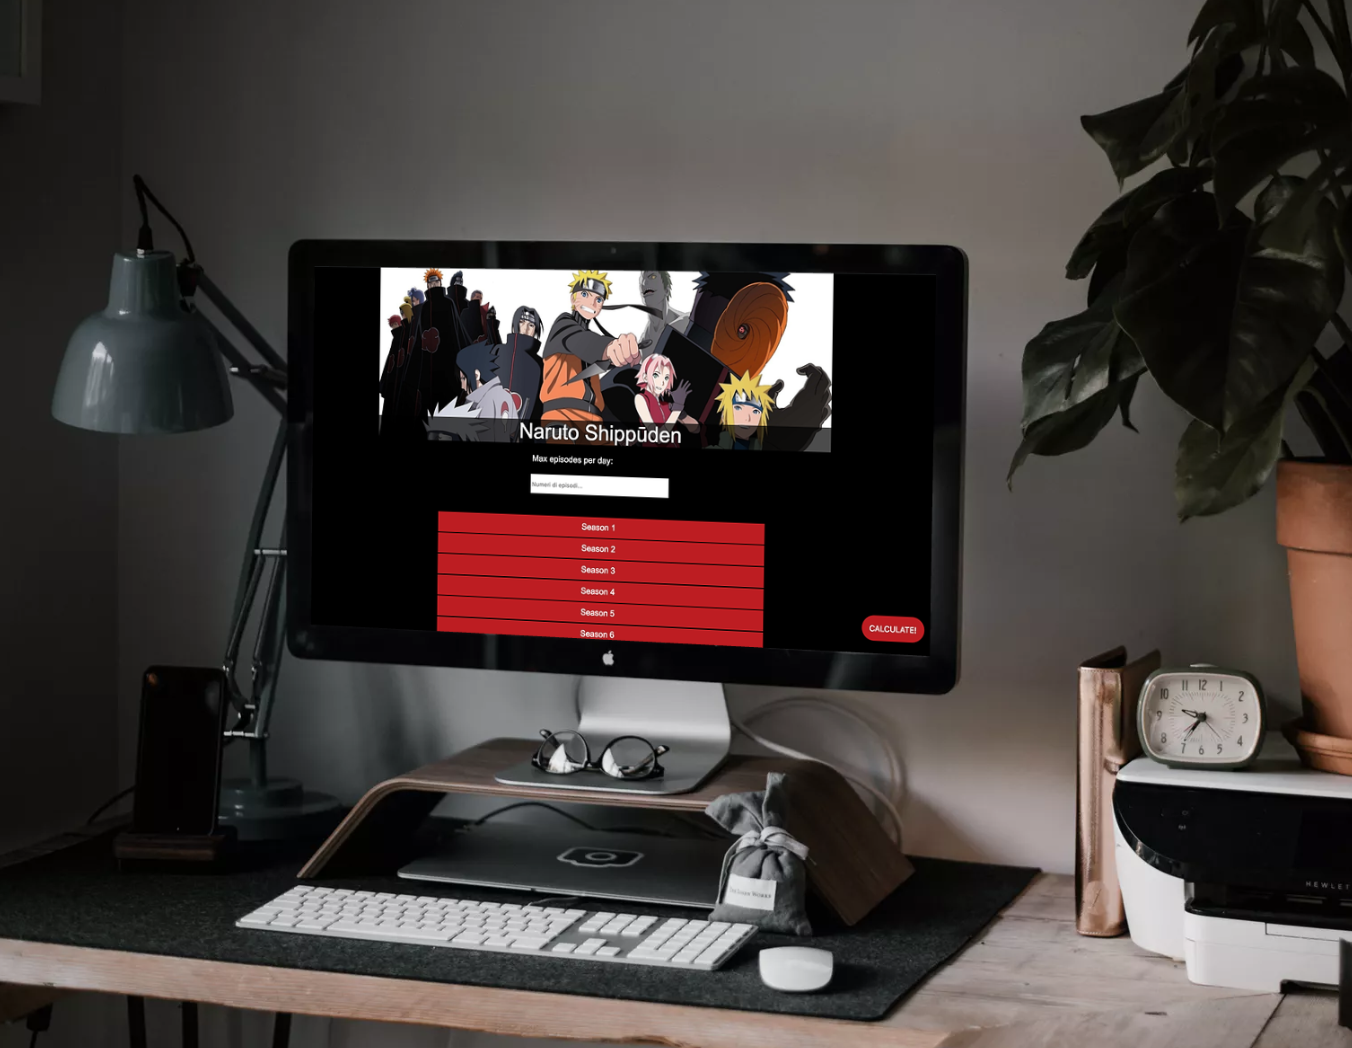 Naruto Shippūden
Max episodes per day:
Numeri di episodi...
Season 1
Season 2
Season 3
Season 4
Season 5
Season 6
CALCULATE!
10 11 12 1 2
9 3
8 7 6 5 4
HEWLET